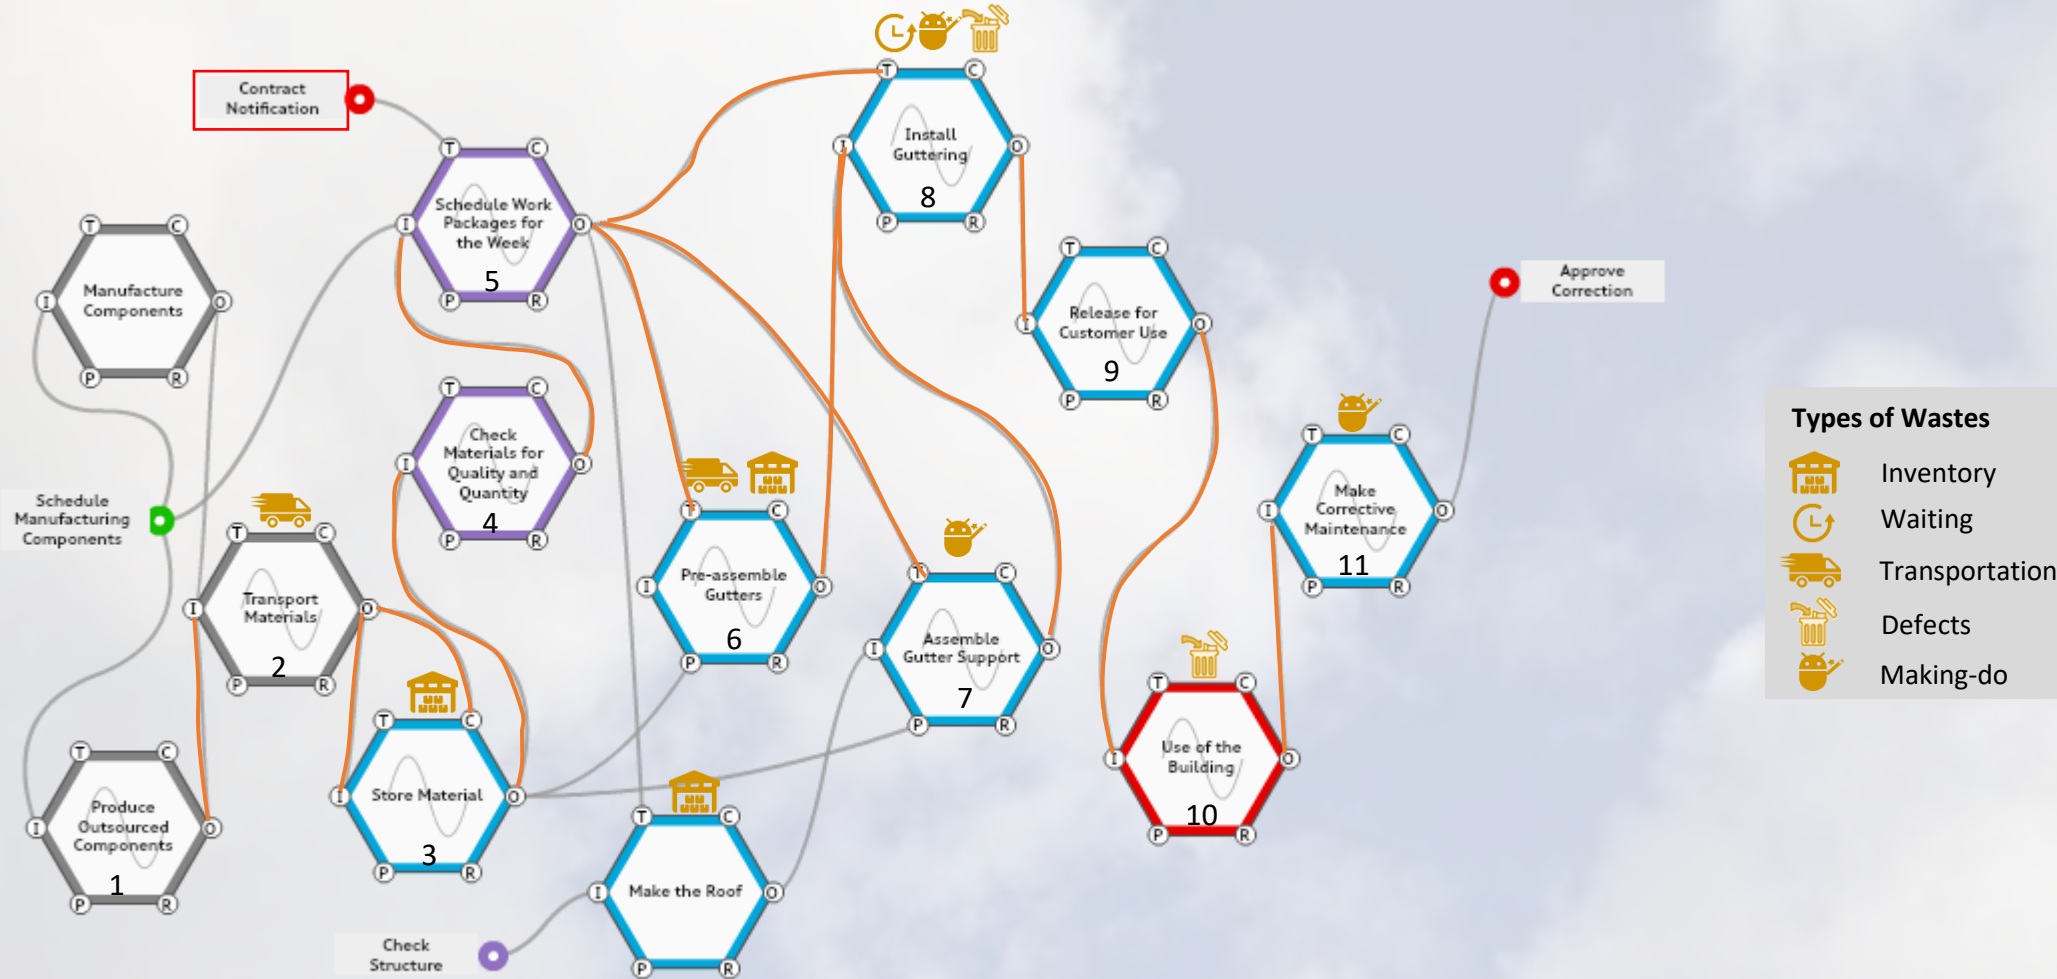 Contract
Notification
T C
Schedule Work
Packages for
the Week
5
I O
P R
T C
Manufacture
Components
I O
P R
Schedule
Manufacturing
Components
T C
Produce
Outsourced
Components
1
I O
P R
T C
Transport
Materials
2
I O
P R
T C
Store Material
3
I O
P R
T C
Check
Materials for
Quality and
Quantity
4
I O
P R
T C
Pre-assemble
Gutters
6
I O
P R
T C
Make the Roof
I O
P R
Check
Structure
T C
Assemble
Gutter Support
7
I O
P R
T C
Install
Guttering
8
I O
P R
T C
Release for
Customer Use
9
I O
P R
T C
Use of the
Building
10
I O
P R
T C
Make
Corrective
Maintenance
11
I O
P R
Approve
Correction
Types of Wastes
Inventory
Waiting
Transportation
Defects
Making-do